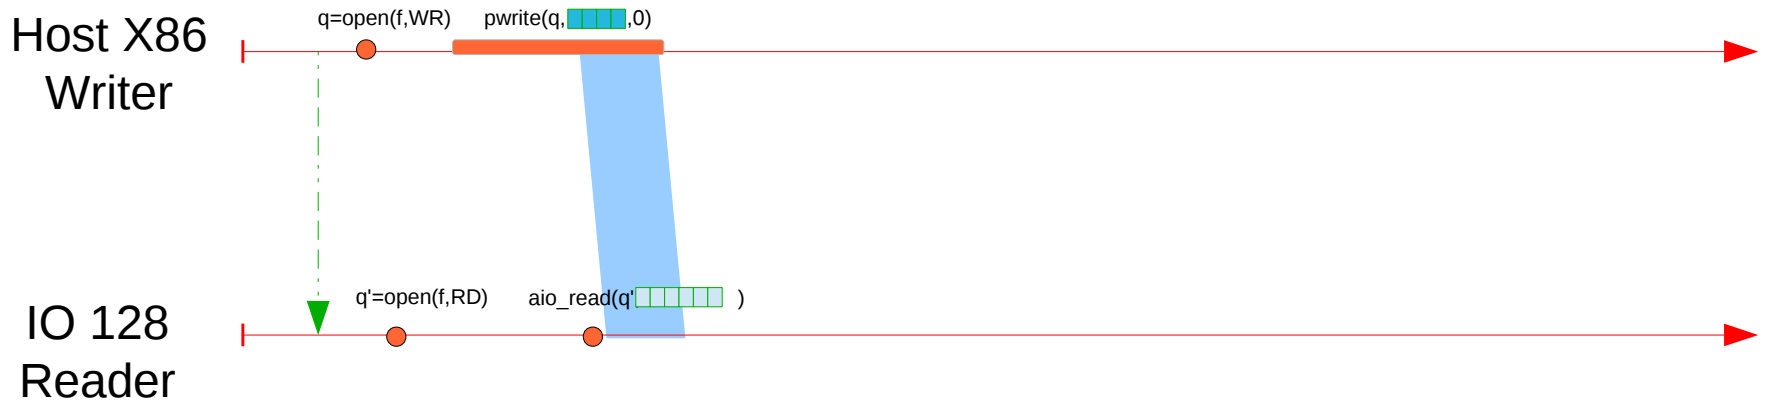 Host X86
Writer
q=open(f,WR)
pwrite(q, ,0)
IO 128
Reader
q'=open(f,RD)
aio_read(q' )